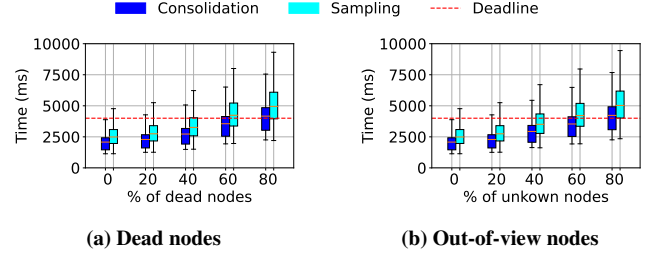 Consolidation Sampling Deadline
10000
7500
5000
2500
0
Time (ms)
0 20 40 60 80
% of dead nodes
(a) Dead nodes
10000
7500
5000
2500
0
Time (ms)
0 20 40 60 80
% of unkown nodes
(b) Out-of-view nodes